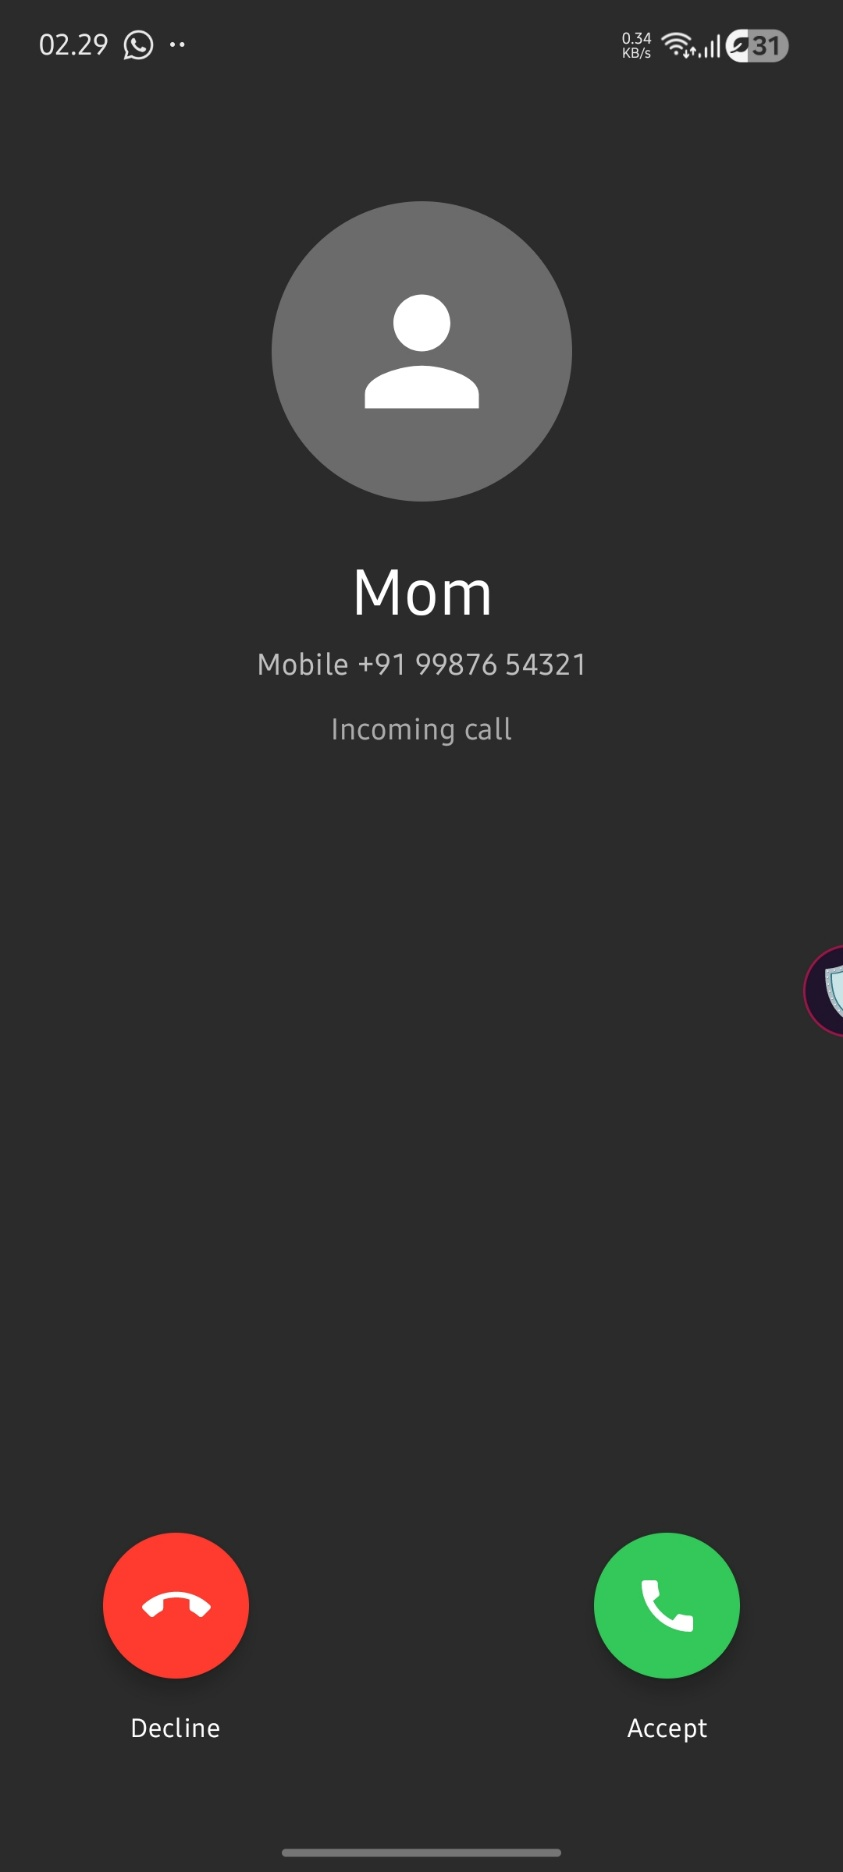 02.29
0.34
KB/s
31
Mom
Mobile +91 99876 54321
Incoming call
Decline
Accept